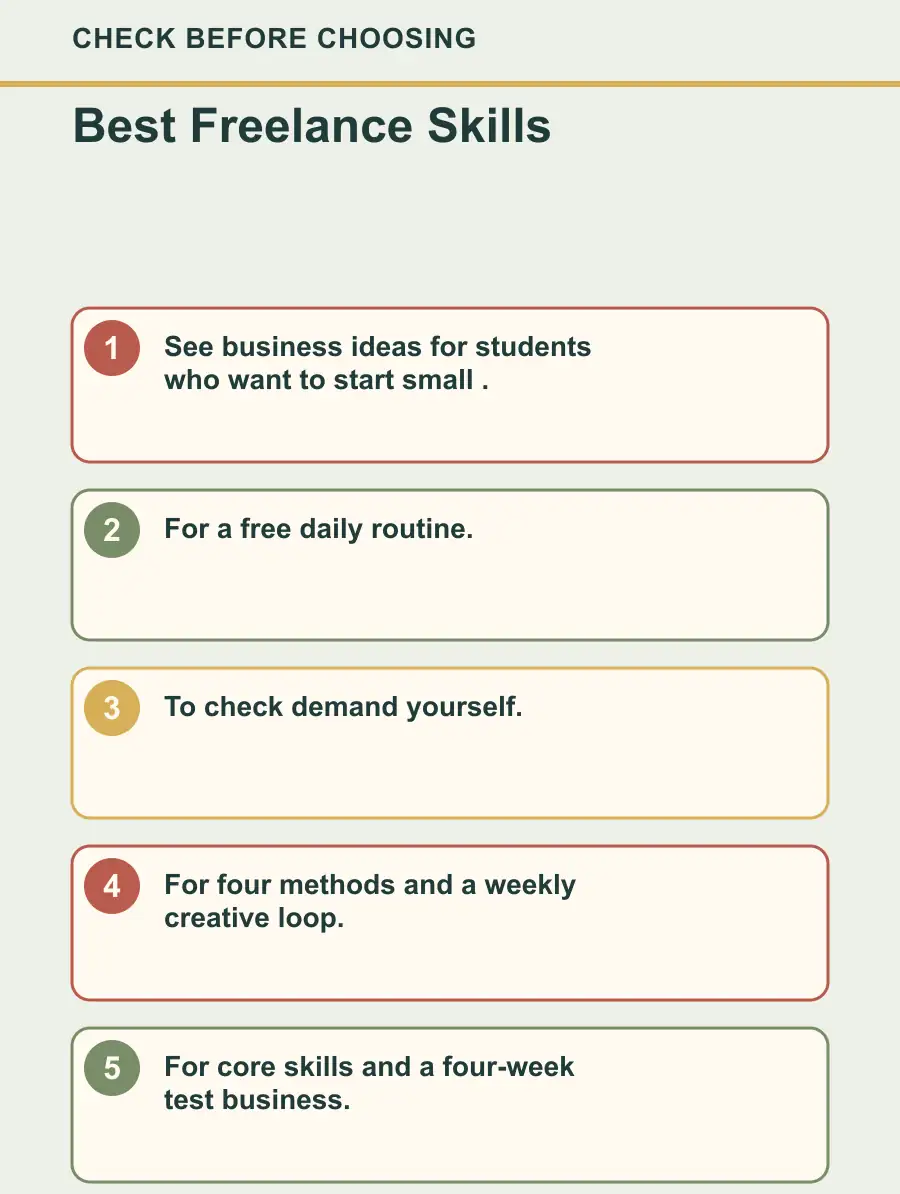 CHECK BEFORE CHOOSING
Best Freelance Skills
1
See business ideas for students
who want to start small .
2
For a free daily routine.
3
To check demand yourself.
4
For four methods and a weekly
creative loop.
5
For core skills and a four-week
test business.